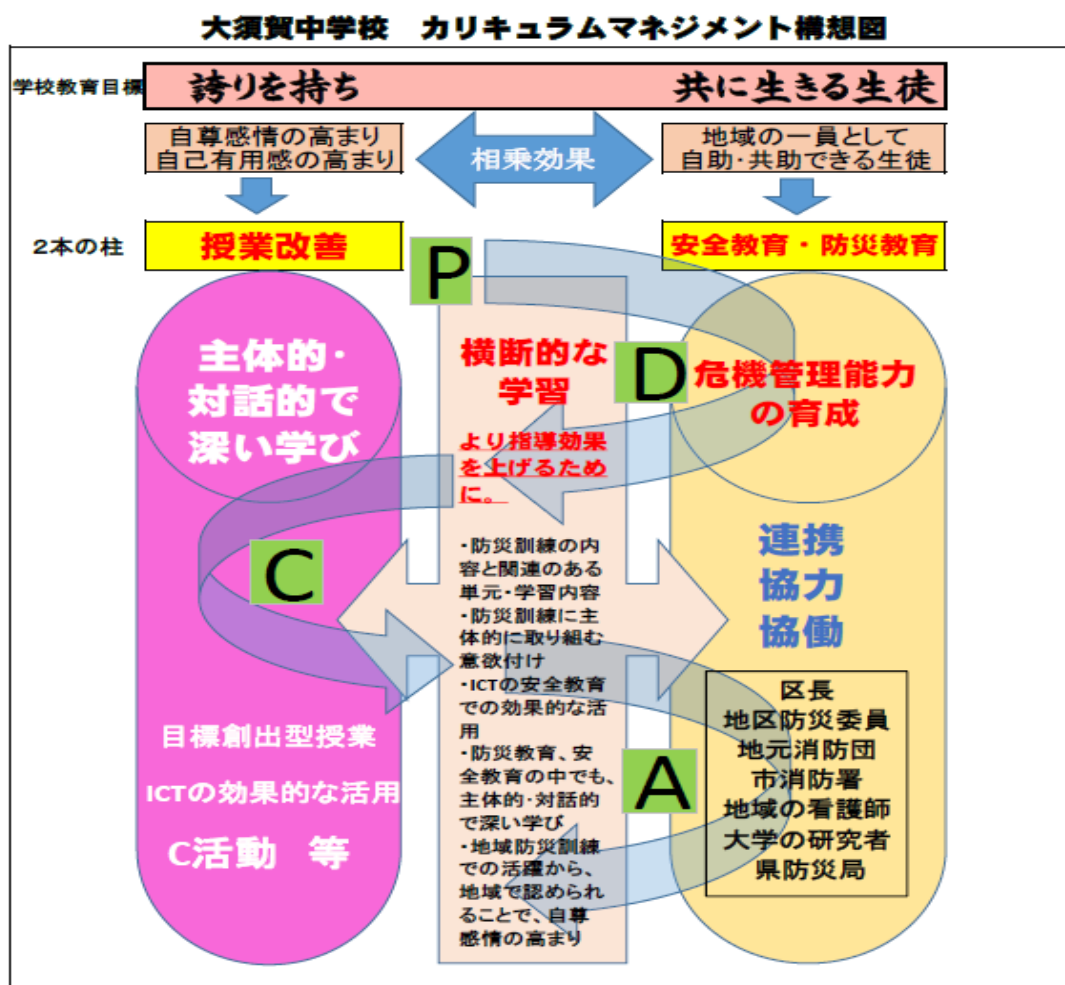 大須賀中学校 カリキュラムマネジメント構想図
学校教育目標
誇りを持ち 共に生きる生徒
自尊感情の高まり
自己有用感の高まり
相乗効果
地域の一員として
自助・共助できる生徒
2本の柱
授業改善
安全教育・防災教育
P
D
C
A
主体的・
対話的で
深い学び
目標創出型授業
ICTの効果的な活用
C活動 等
横断的な
学習
より指導効果
を上げるため
に。
・防災訓練の内
容と関連のある
単元・学習内容
・防災訓練に主
体的に取り組む
意欲付け
・ICTの安全教育
での効果的な活
用
・防災教育、安
全教育の中でも、
主体的・対話的
で深い学び
・地域防災訓練
での活躍から、
地域で認められ
ることで、自尊
感情の高まり
危機管理能力
の育成
連携
協力
協働
区長
地区防災委員
地元消防団
市消防署
地域の看護師
大学の研究者
県防災局